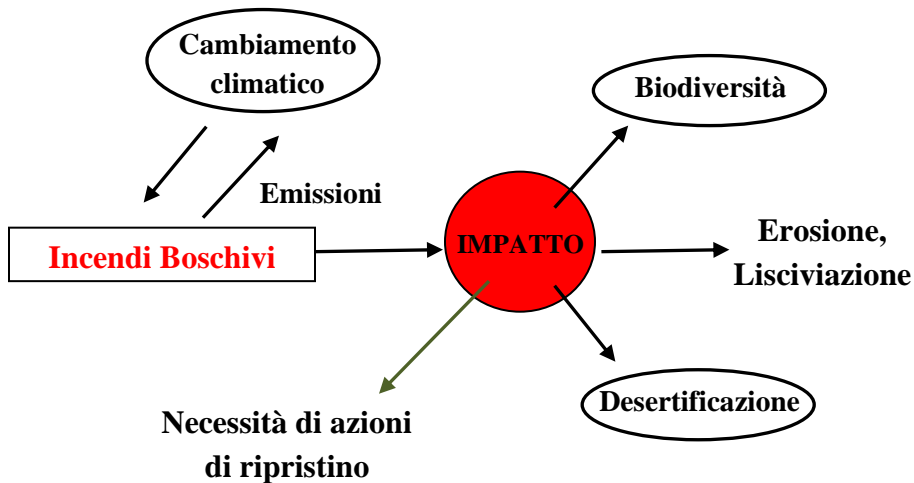 Cambiamento
climatico
Biodiversità
Emissioni
Incendi Boschivi
IMPATTO
Erosione,
Lisciviazione
Desertificazione
Necessità di azioni
di ripristino